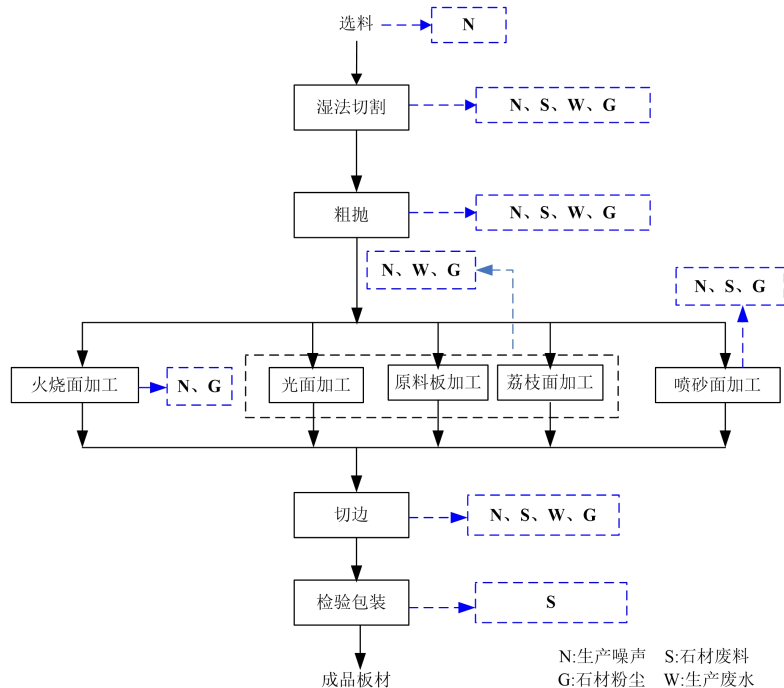 选料
N
湿法切割
N、S、W、G
粗抛
N、S、W、G
N、W、G
N、S、G
火烧面加工
N、G
光面加工
原料板加工
荔枝面加工
喷砂面加工
切边
N、S、W、G
检验包装
S
成品板材
N:生产噪声 S:石材废料
G:石材粉尘 W:生产废水